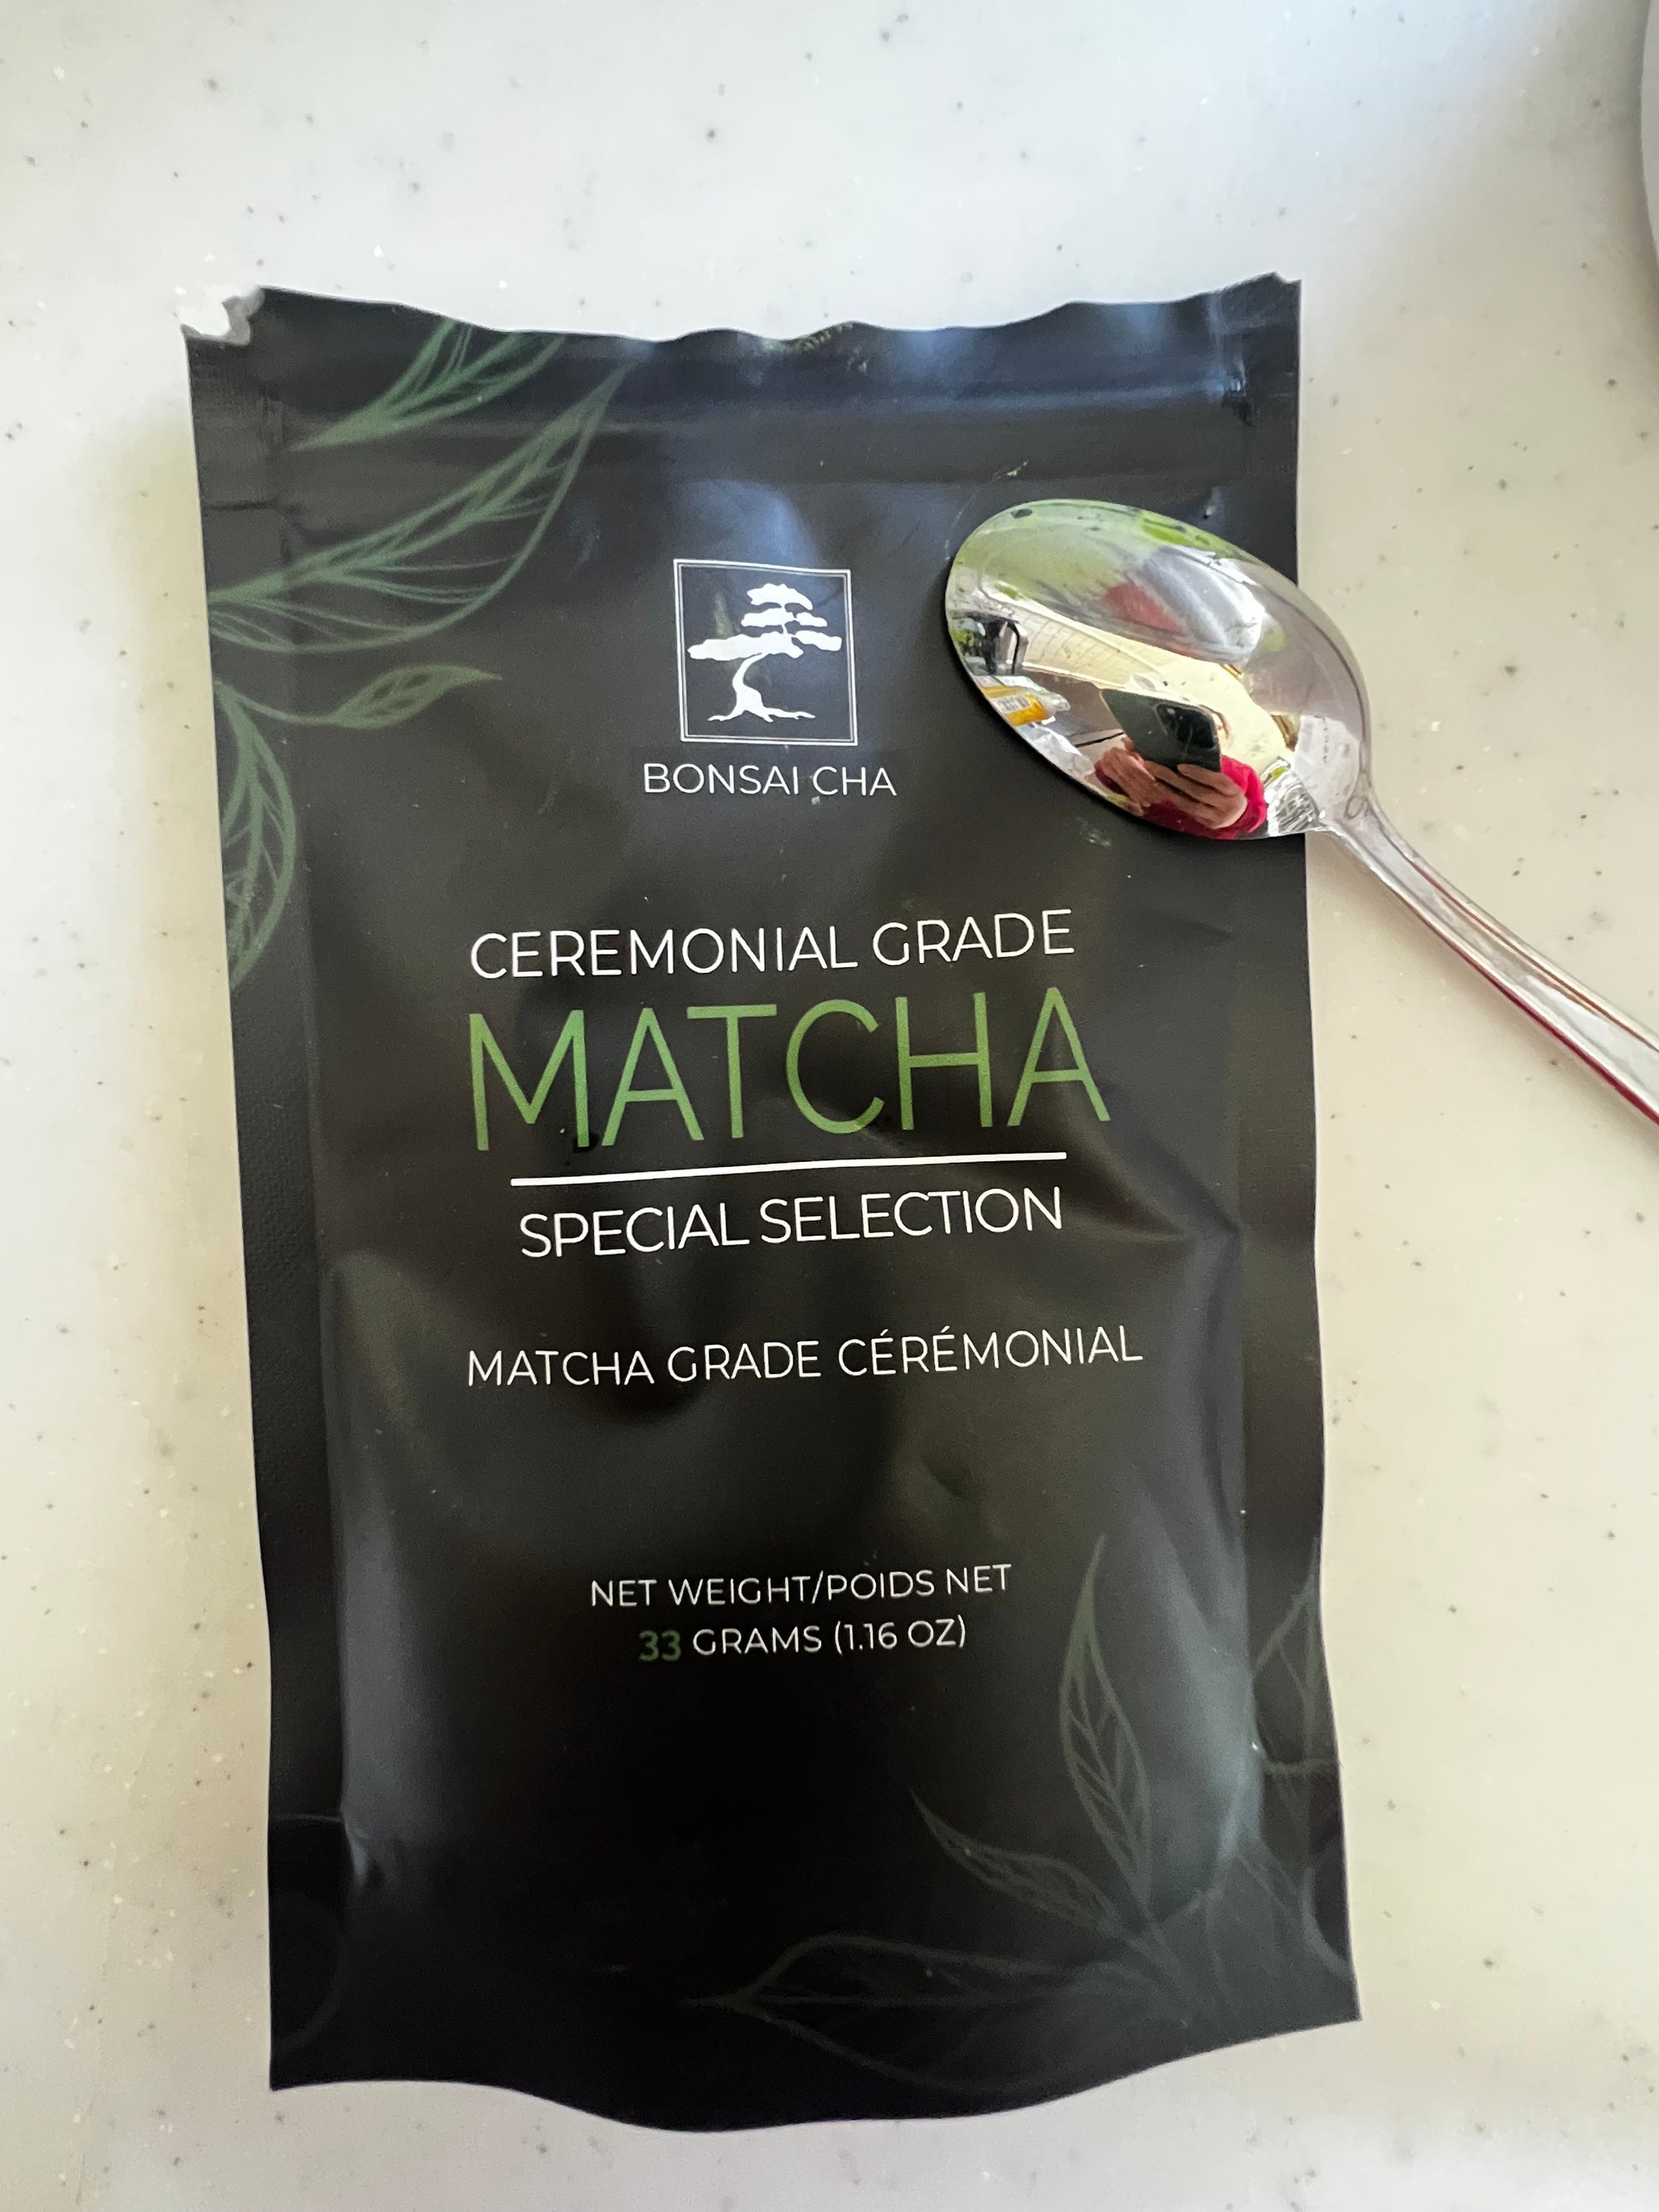 BONSAI CHA
CEREMONIAL GRADE
MATCHA
SPECIAL SELECTION
MATCHA GRADE CÉRÉMONIAL
NET WEIGHT/POIDS NET
33 GRAMS (1.16 OZ)